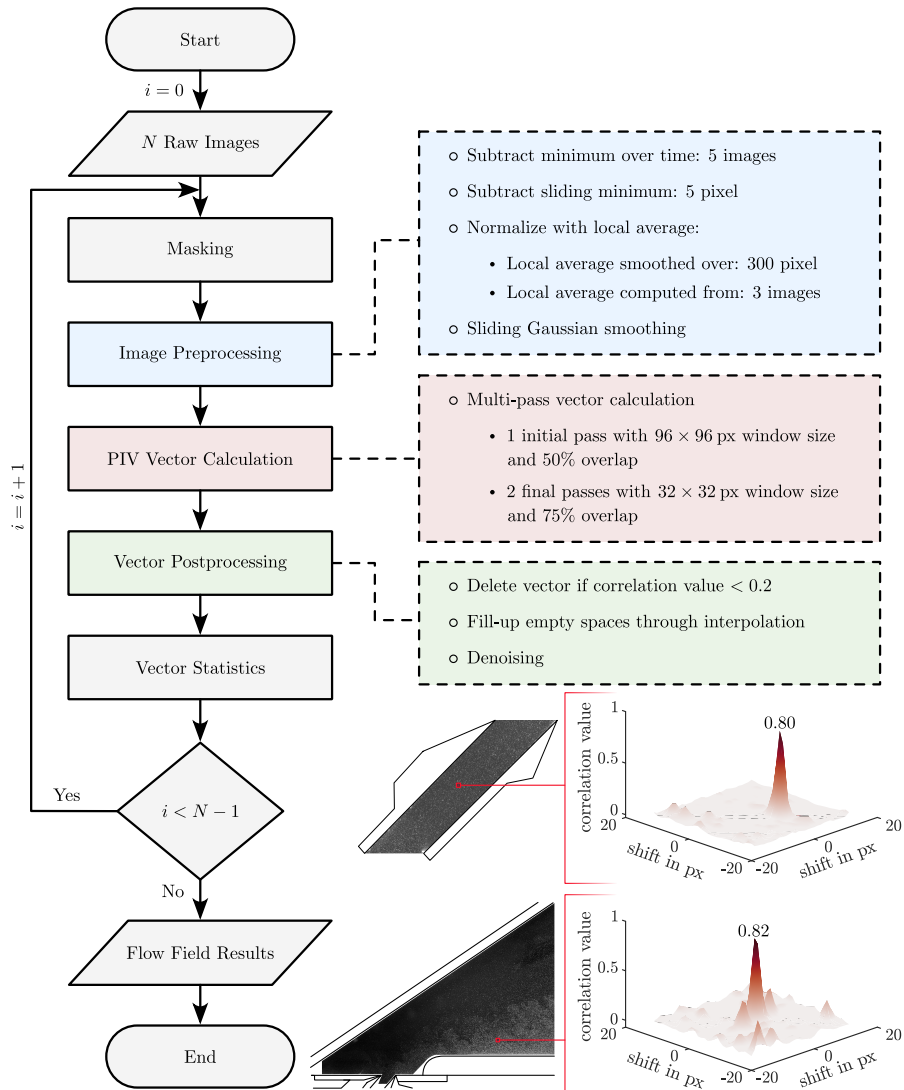 Start
i = 0
N Raw Images
Masking
Image Preprocessing
PIV Vector Calculation
Vector Postprocessing
Vector Statistics
i < N − 1
Yes
i = i + 1
No
Flow Field Results
End
Subtract minimum over time: 5 images
Subtract sliding minimum: 5 pixel
Normalize with local average:
• Local average smoothed over: 300 pixel
• Local average computed from: 3 images
Sliding Gaussian smoothing
Multi-pass vector calculation
• 1 initial pass with 96 × 96 px window size
and 50% overlap
• 2 final passes with 32 × 32 px window size
and 75% overlap
Delete vector if correlation value < 0.2
Fill-up empty spaces through interpolation
Denoising
correlation value
1
0.5
0
0.80
20
0
-20
shift in px
-20
0
20
shift in px
correlation value
1
0.5
0
0.82
20
0
-20
shift in px
-20
0
20
shift in px